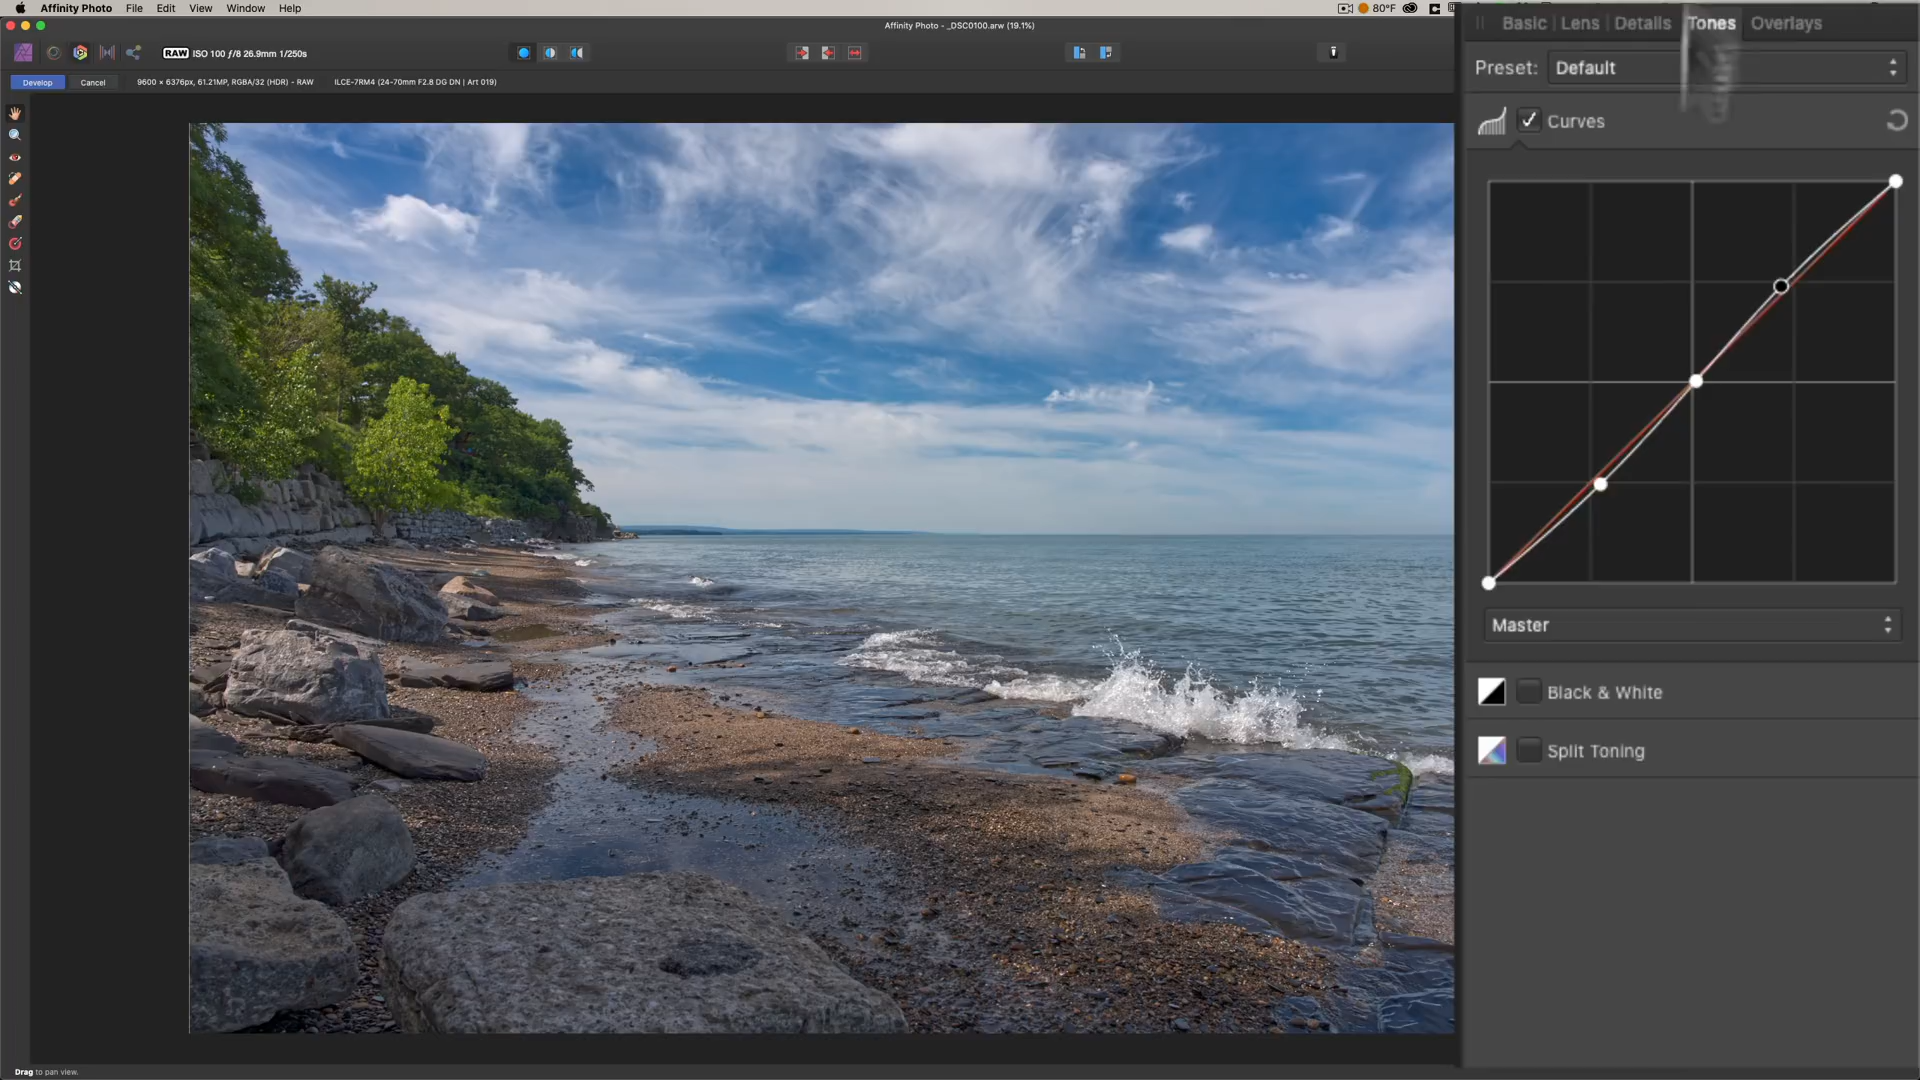 Affinity Photo File Edit View Window Help 80°F
Affinity Photo - _DSC0100.arw (19.1%)
Basic Lens Details Tones Overlays
RAW ISO 100 ƒ/8 26.9mm 1/250s
Preset: Default
Develop Cancel 9600 × 6376px, 61.21MP, RGBA/32 (HDR) - RAW ILCE-7RM4 (24-70mm F2.8 DG DN | Art 019)
Curves
Master
Black & White
Split Toning
Drag to pan view.